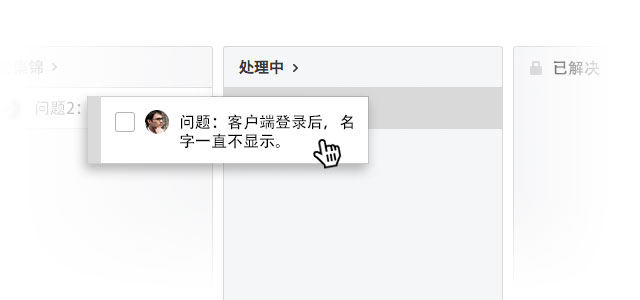 集锦 >
处理中 >
已解决
问题2：
问题：客户端登录后，名
字一直不显示。